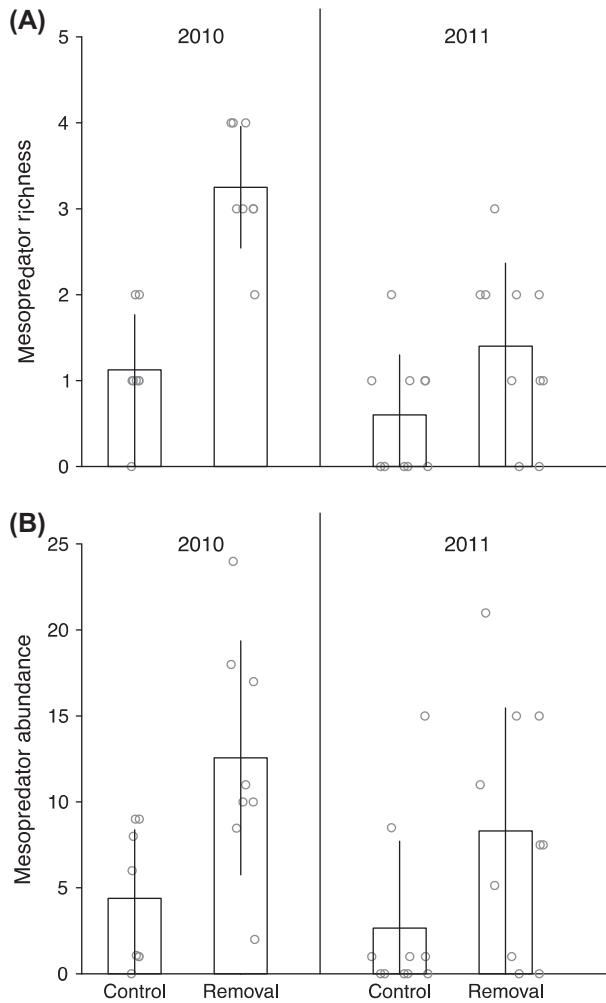 (A)
2010 2011
Mesopredator richness
5
4
3
2
1
0
(B)
2010 2011
Mesopredator abundance
25
20
15
10
5
0
Control Removal Control Removal